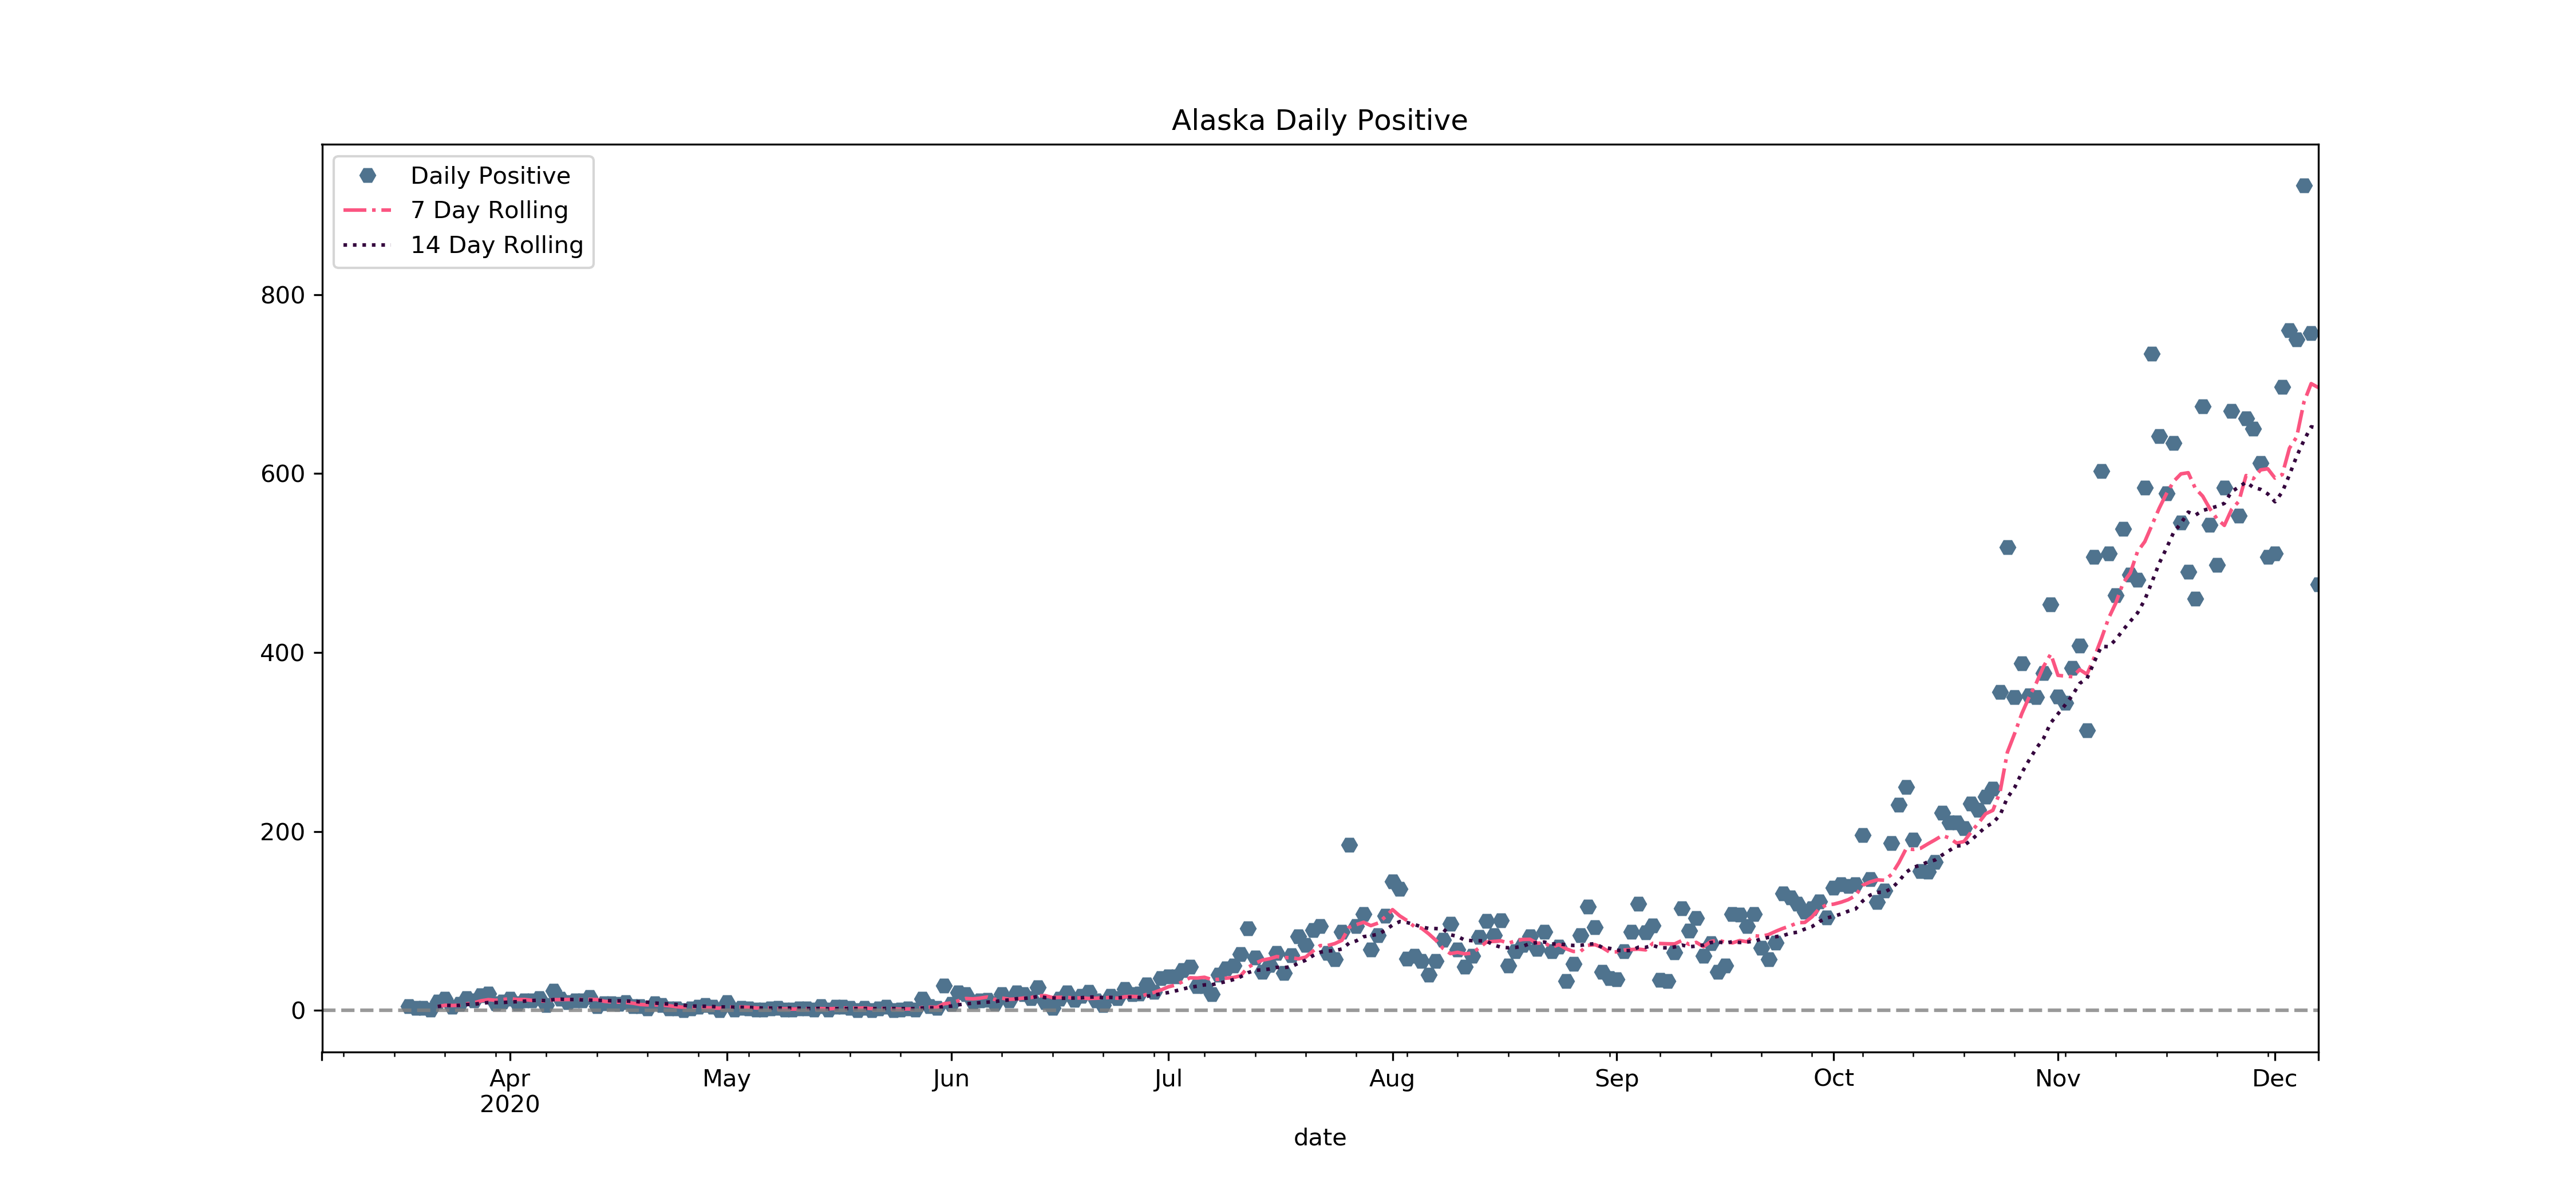 Alaska Daily Positive
Daily Positive
7 Day Rolling
14 Day Rolling
800
600
400
200
0
Apr May Jun Jul Aug Sep Oct Nov Dec
2020
date